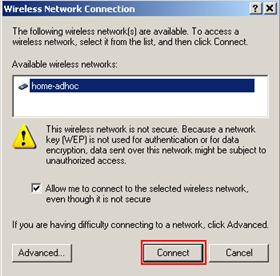 Wireless Network Connection
The following wireless network(s) are available. To access a
wireless network, select it from the list, and then click Connect.
Available wireless networks:
home-adhoc
This wireless network is not secure. Because a network
key (WEP) is not used for authentication or for data
encryption, data sent over this network might be subject to
unauthorized access.
Allow me to connect to the selected wireless network,
even though it is not secure
If you are having difficulty connecting to a network, click Advanced.
Advanced... Connect Cancel